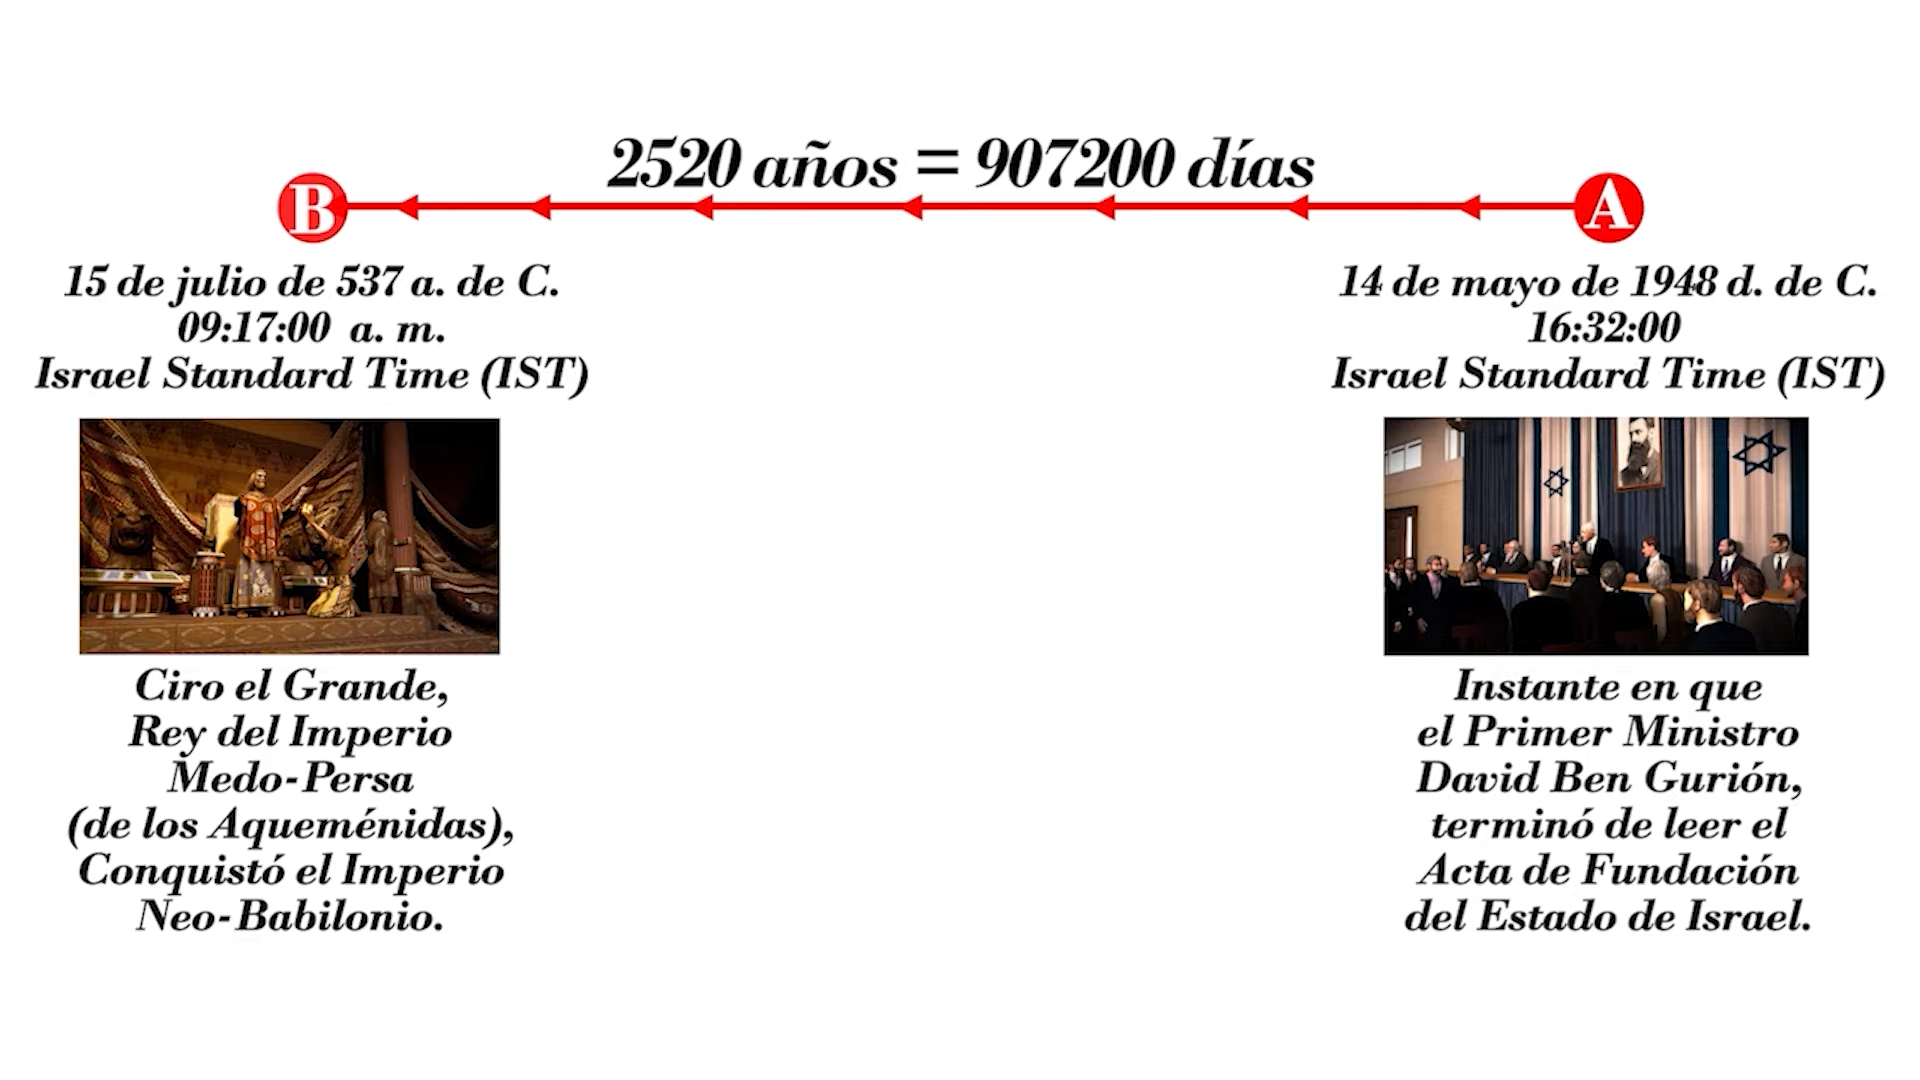 2520 años = 907200 días
B
A
15 de julio de 537 a. de C.
09:17:00 a. m.
Israel Standard Time (IST)
14 de mayo de 1948 d. de C.
16:32:00
Israel Standard Time (IST)
Ciro el Grande,
Rey del Imperio
Medo-Persa
(de los Aqueménidas),
Conquistó el Imperio
Neo-Babilonio.
Instante en que
el Primer Ministro
David Ben Gurión,
terminó de leer el
Acta de Fundación
del Estado de Israel.